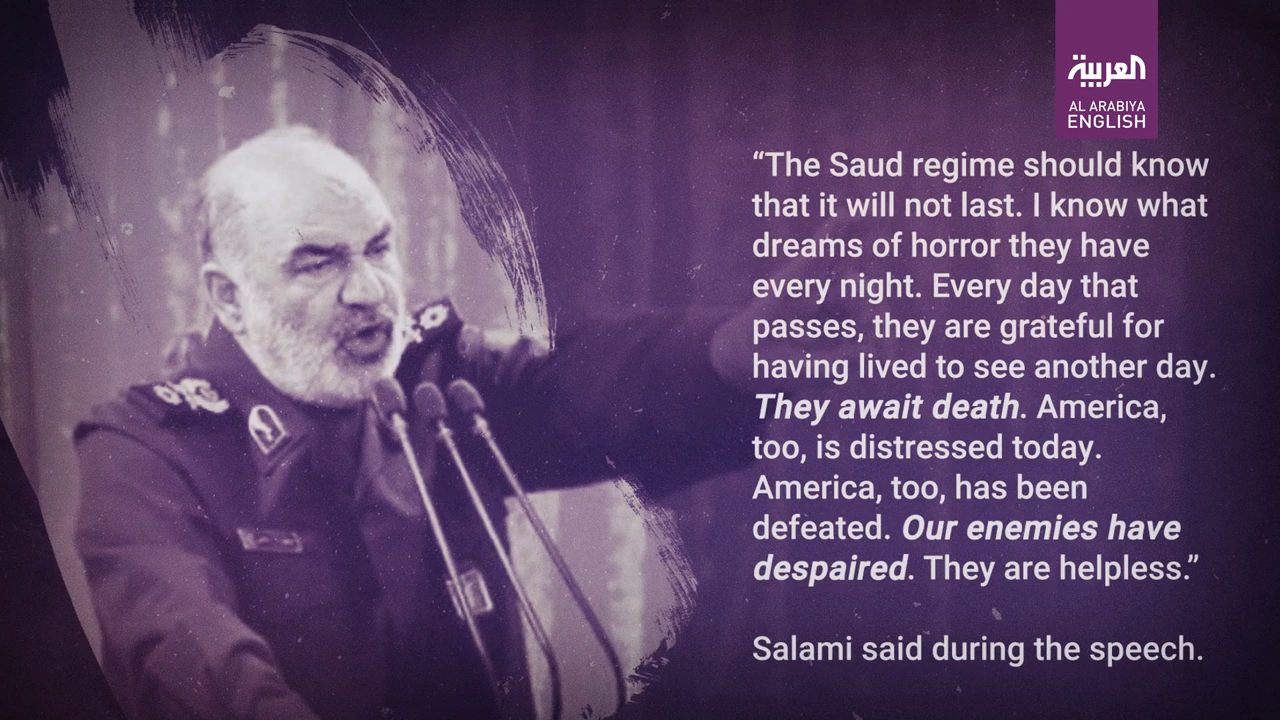 العربية
AL ARABIYA
ENGLISH
“The Saud regime should know
that it will not last. I know what
dreams of horror they have
every night. Every day that
passes, they are grateful for
having lived to see another day.
They await death. America,
too, is distressed today.
America, too, has been
defeated. Our enemies have
despaired. They are helpless.”
Salami said during the speech.